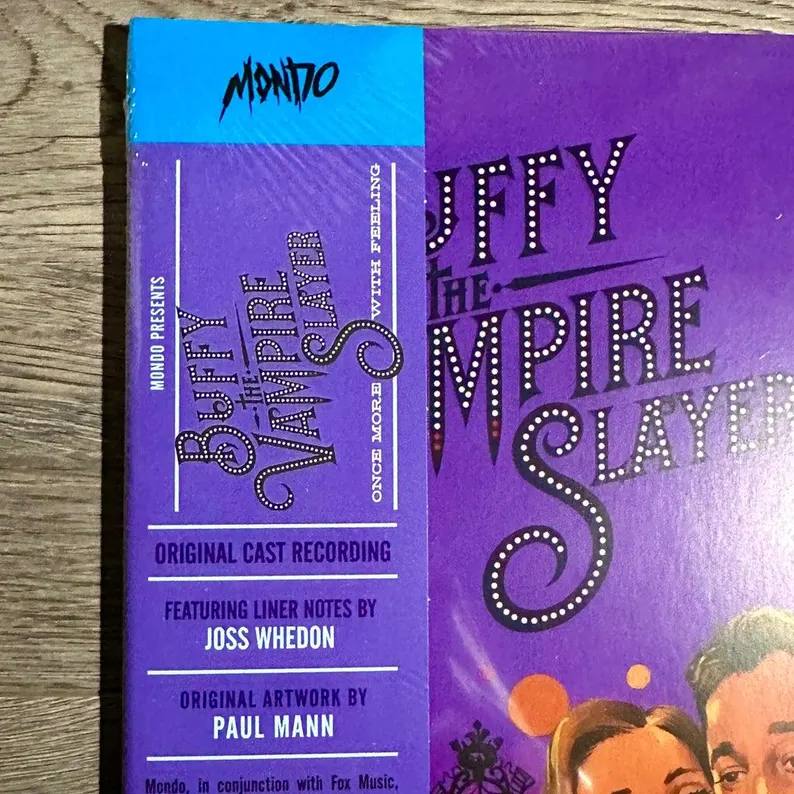 MONDO
MONDO PRESENTS
BUFFY
THE
VAMPIRE
SLAYER
ONCE MORE WITH FEELING
ORIGINAL CAST RECORDING
FEATURING LINER NOTES BY
JOSS WHEDON
ORIGINAL ARTWORK BY
PAUL MANN
Mondo, in conjunction with Fox Music,
UFFY
THE
MPIRE
SLAYER